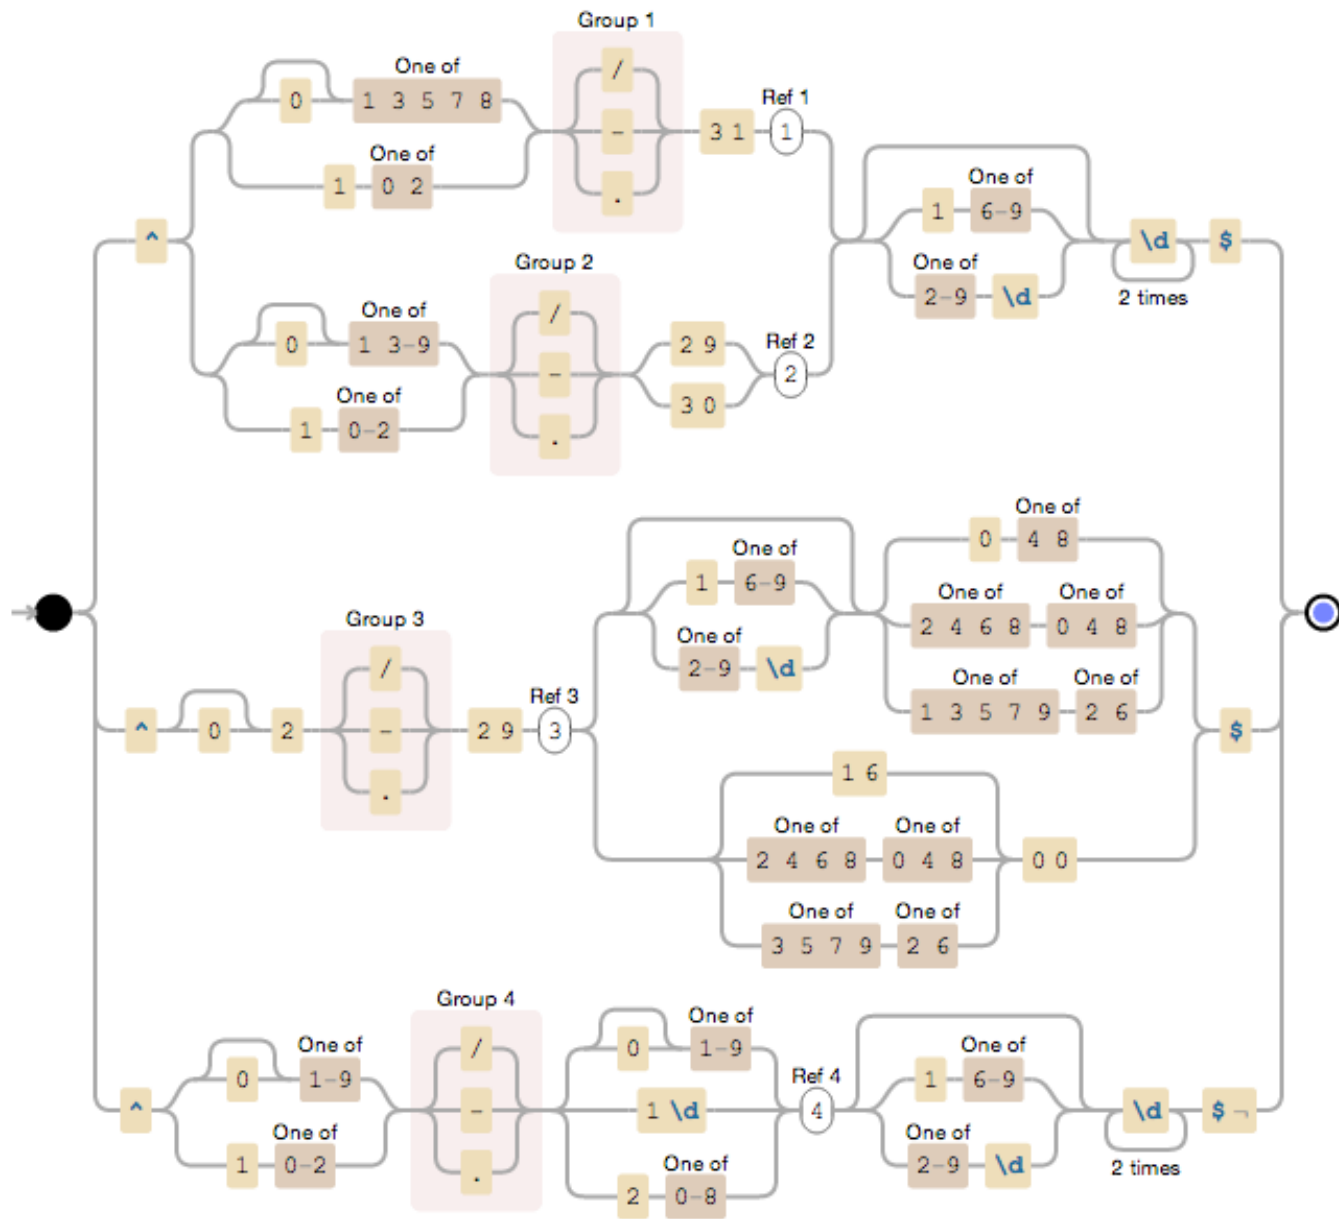 Group 1
One of
0 1 3 5 7 8
/
-
.
3 1
Ref 1
1
One of
1 0 2
One of
1 6-9
One of
2-9 \d
^
\d
2 times
$
Group 2
One of
0 1 3-9
/
-
.
2 9
3 0
Ref 2
2
One of
1 0-2
One of
0 4 8
One of
1 6-9
One of One of
2 4 6 8 0 4 8
One of
2-9 \d
One of One of
1 3 5 7 9 2 6
Group 3
^ 0 2
/
-
.
2 9
Ref 3
3
$
1 6
One of One of
2 4 6 8 0 4 8
0 0
One of One of
3 5 7 9 2 6
Group 4
One of
0 1-9
/
-
.
One of
0 1-9
1 \d
One of
2 0-8
Ref 4
4
^
One of
1 0-2
One of
1 6-9
One of
2-9 \d
\d
2 times
$ ¬